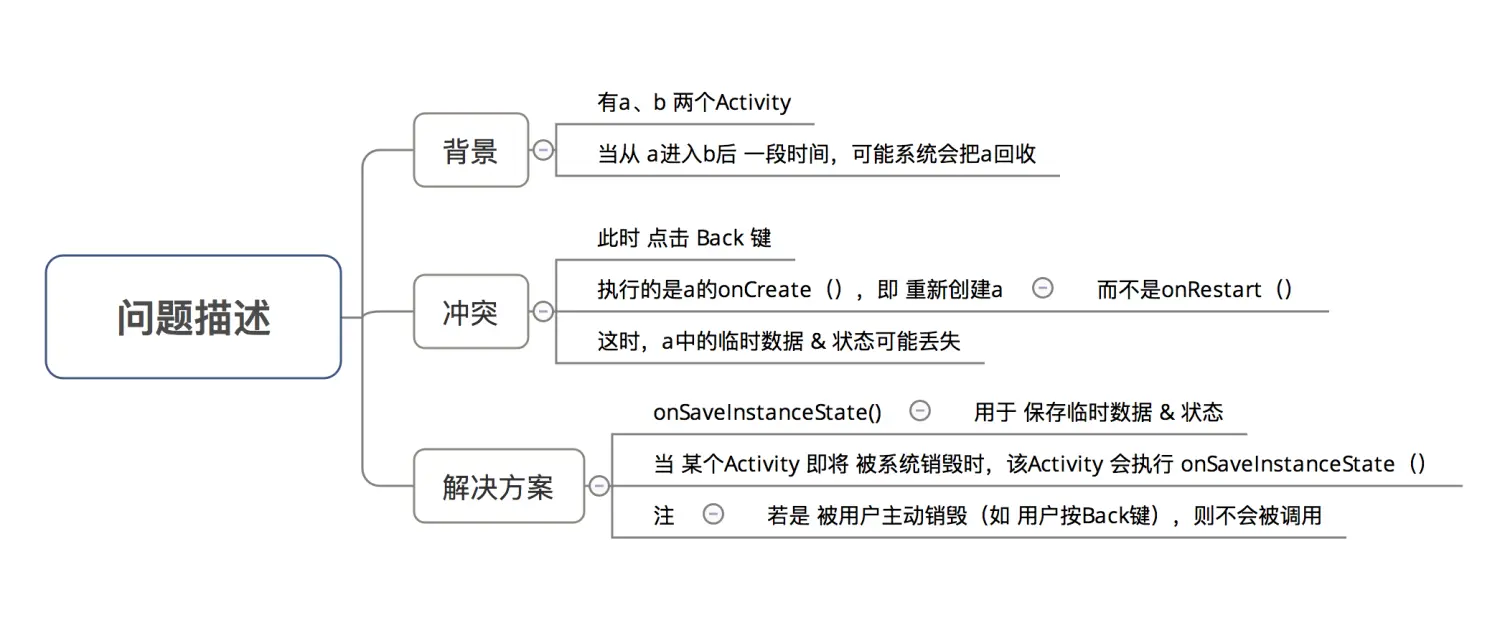 问题描述
背景
有a、b 两个Activity
当从 a进入b后 一段时间，可能系统会把a回收
冲突
此时 点击 Back 键
执行的是a的onCreate（），即 重新创建a 而不是onRestart（）
这时，a中的临时数据 & 状态可能丢失
解决方案
onSaveInstanceState() 用于 保存临时数据 & 状态
当 某个Activity 即将 被系统销毁时，该Activity 会执行 onSaveInstanceState（）
注 若是 被用户主动销毁（如 用户按Back键），则不会被调用